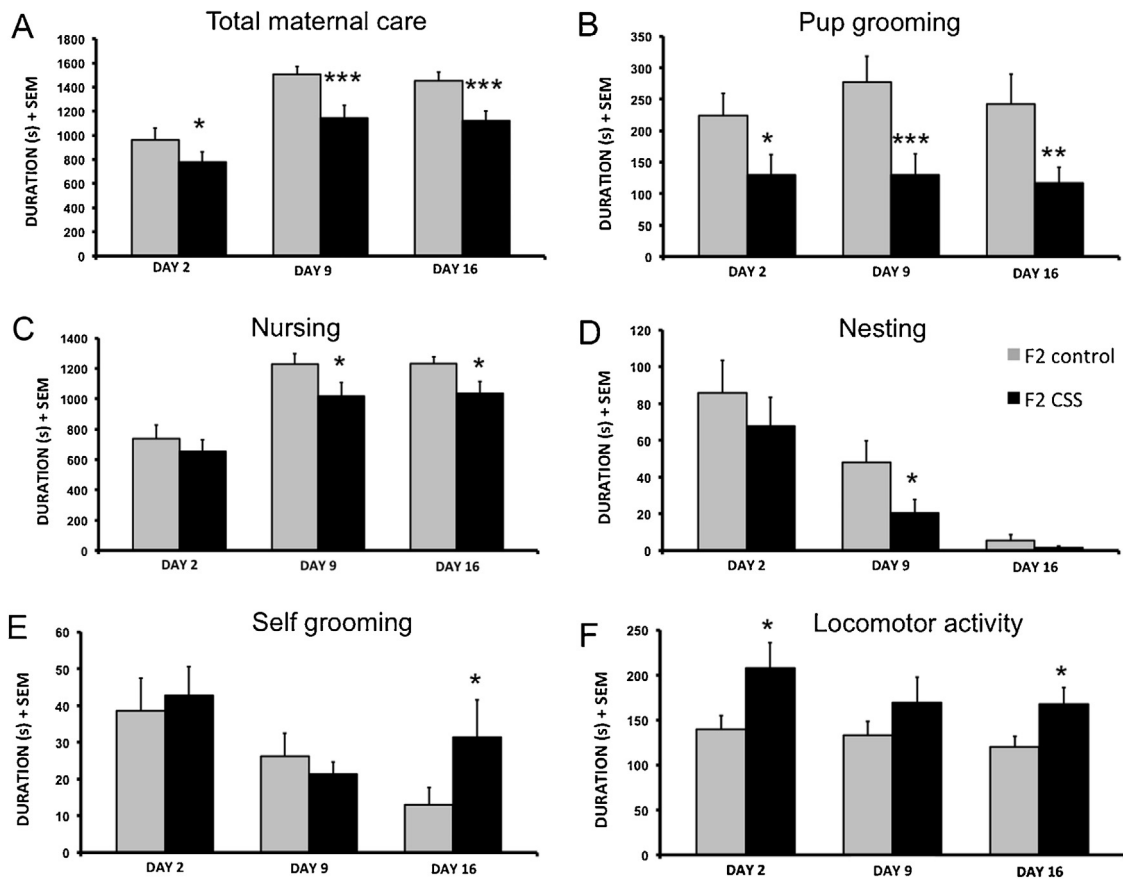 A
Total maternal care
DURATION (s) + SEM
1800
1600
1400
1200
1000
800
600
400
200
0
*
***
***
DAY 2
DAY 9
DAY 16
B
Pup grooming
DURATION (s) + SEM
350
300
250
200
150
100
50
0
*
***
**
DAY 2
DAY 9
DAY 16
C
Nursing
DURATION (s) + SEM
1400
1200
1000
800
600
400
200
0
*
*
DAY 2
DAY 9
DAY 16
D
Nesting
DURATION (s) + SEM
120
100
80
60
40
20
0
*
F2 control
F2 CSS
DAY 2
DAY 9
DAY 16
E
Self grooming
DURATION (s) + SEM
60
50
40
30
20
10
0
*
DAY 2
DAY 9
DAY 16
F
Locomotor activity
DURATION (s) + SEM
250
200
150
100
50
0
*
*
DAY 2
DAY 9
DAY 16